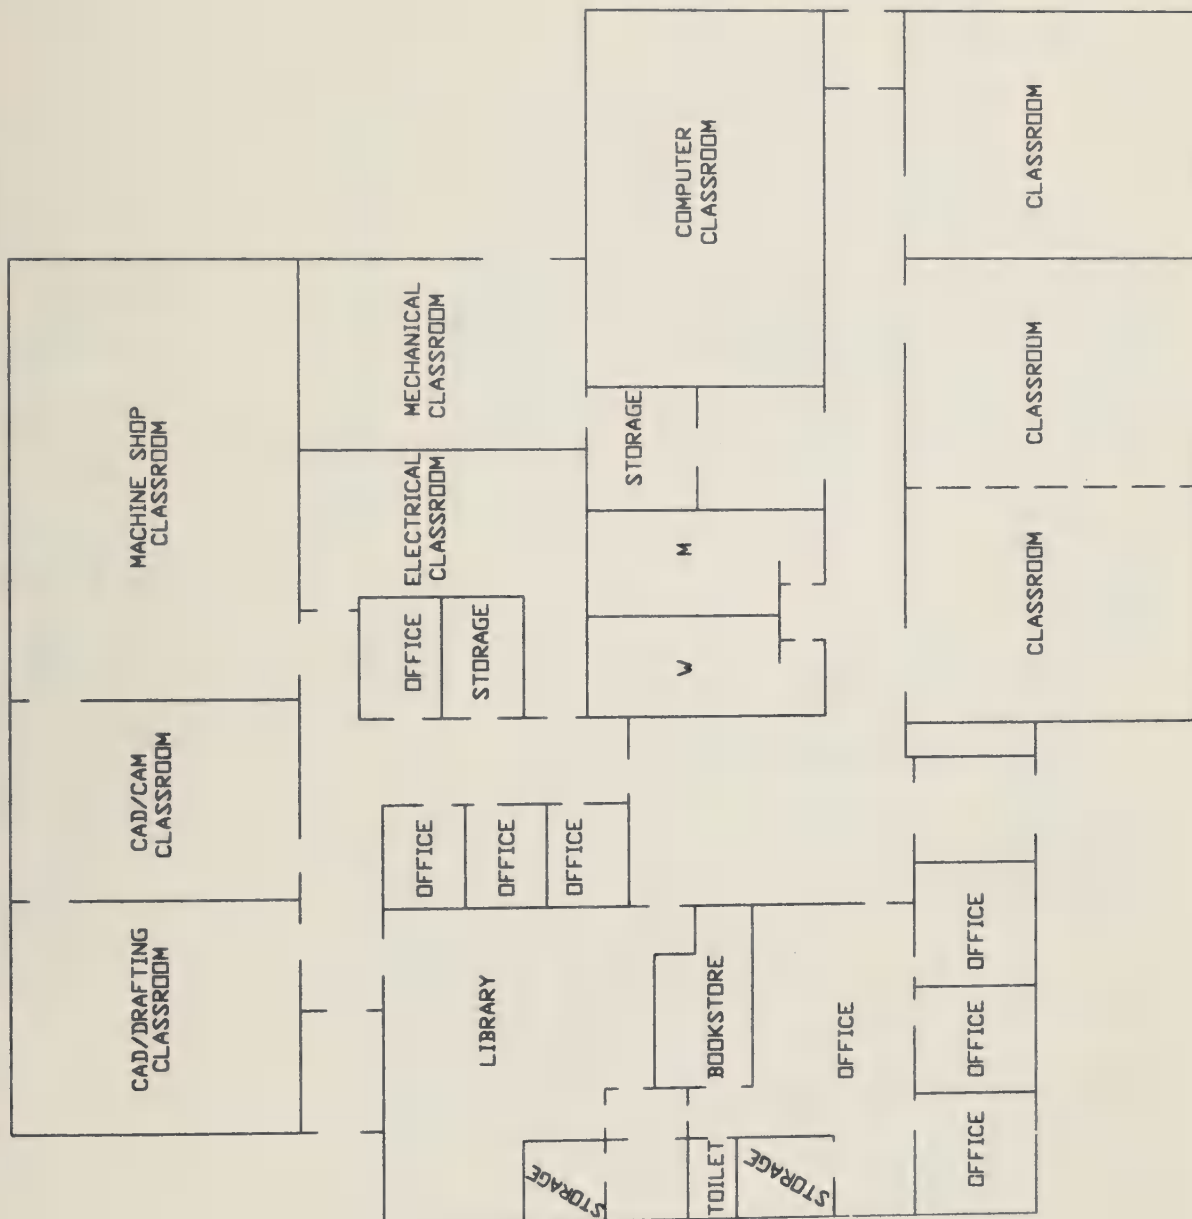 MACHINE SHOP
CLASSROOM
CAD/CAM
CLASSROOM
CAD/DRAFTING
CLASSROOM
MECHANICAL
CLASSROOM
ELECTRICAL
CLASSROOM
OFFICE
STORAGE
OFFICE
OFFICE
OFFICE
LIBRARY
COMPUTER
CLASSROOM
STORAGE
M
W
BOOKSTORE
STORAGE
TOILET
STORAGE
OFFICE
CLASSROOM
CLASSROOM
CLASSROOM
OFFICE
OFFICE
OFFICE